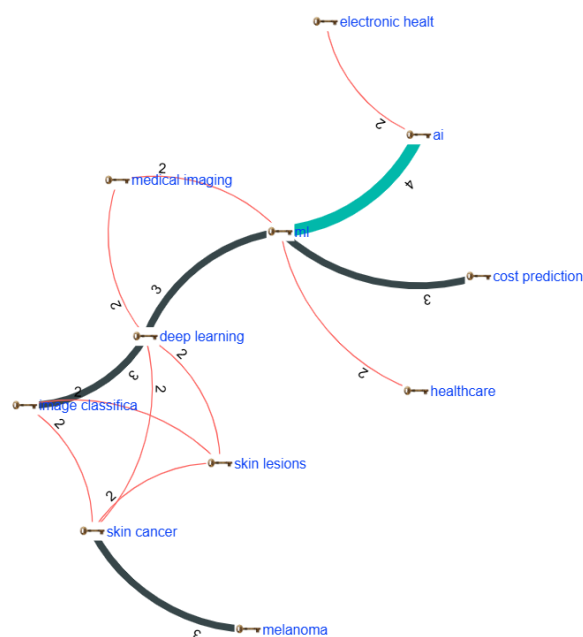 electronic healt
2
ai
4
2
medical imaging
ml
3
cost prediction
3
2
deep learning
3
2
2
2
healthcare
2
image classifica
2
skin lesions
2
skin cancer
3
melanoma